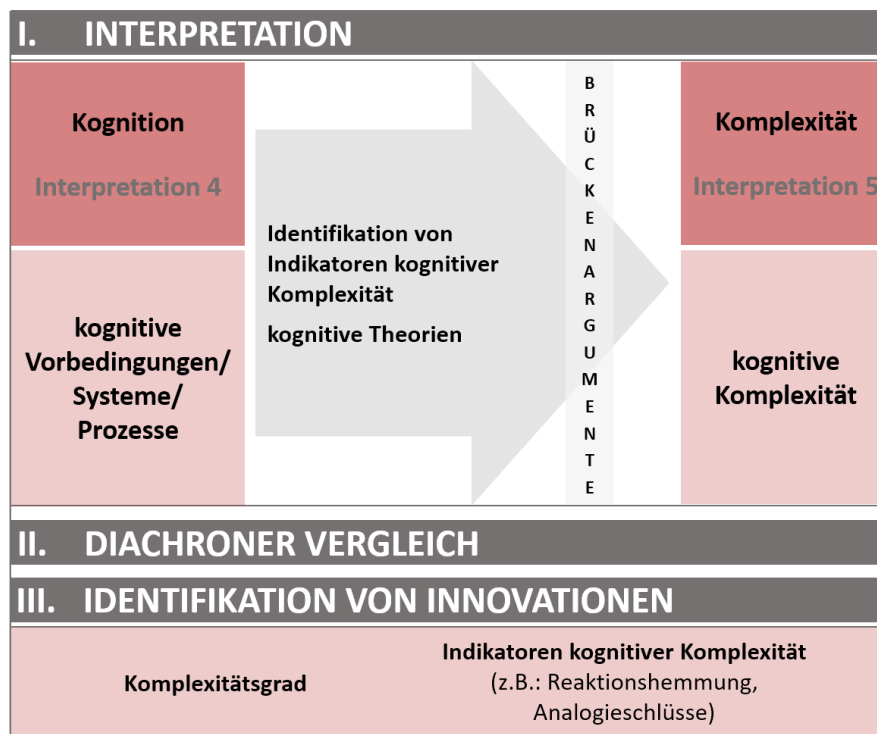 I. INTERPRETATION
Kognition
Interpretation 4
kognitive
Vorbedingungen/
Systeme/
Prozesse
Identifikation von
Indikatoren kognitiver
Komplexität
kognitive Theorien
B
R
Ü
C
K
E
N
A
R
G
U
M
E
N
T
E
Komplexität
Interpretation 5
kognitive
Komplexität
II. DIACHRONER VERGLEICH
III. IDENTIFIKATION VON INNOVATIONEN
Komplexitätsgrad
Indikatoren kognitiver Komplexität
(z.B.: Reaktionshemmung,
Analogieschlüsse)